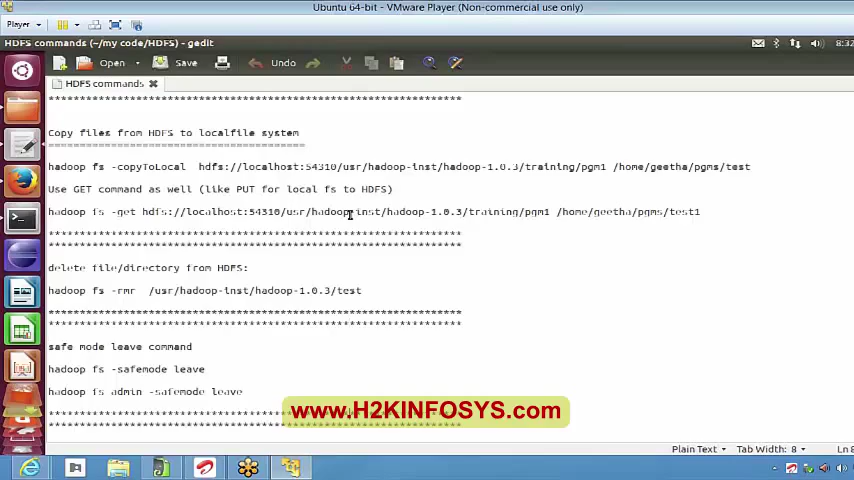 Ubuntu 64-bit - VMware Player (Non-commercial use only)
Player
HDFS commands (~/my code/HDFS) - gedit
8:32
Open
Save
Undo
HDFS commands
******************************************************************
Copy files from HDFS to localfile system
=========================================
hadoop fs -copyToLocal hdfs://localhost:54310/usr/hadoop-inst/hadoop-1.0.3/training/pgm1 /home/geetha/pgms/test
Use GET command as well (like PUT for local fs to HDFS)
hadoop fs -get hdfs://localhost:54310/usr/hadoop-inst/hadoop-1.0.3/training/pgm1 /home/geetha/pgms/test1
******************************************************************
******************************************************************
delete file/directory from HDFS:
hadoop fs -rmr /usr/hadoop-inst/hadoop-1.0.3/test
******************************************************************
******************************************************************
safe mode leave command
hadoop fs -safemode leave
hadoop fs admin -safemode leave
www.H2KINFOSYS.com
******************************************************************
******************************************************************
Plain Text
Tab Width: 8
Ln 8